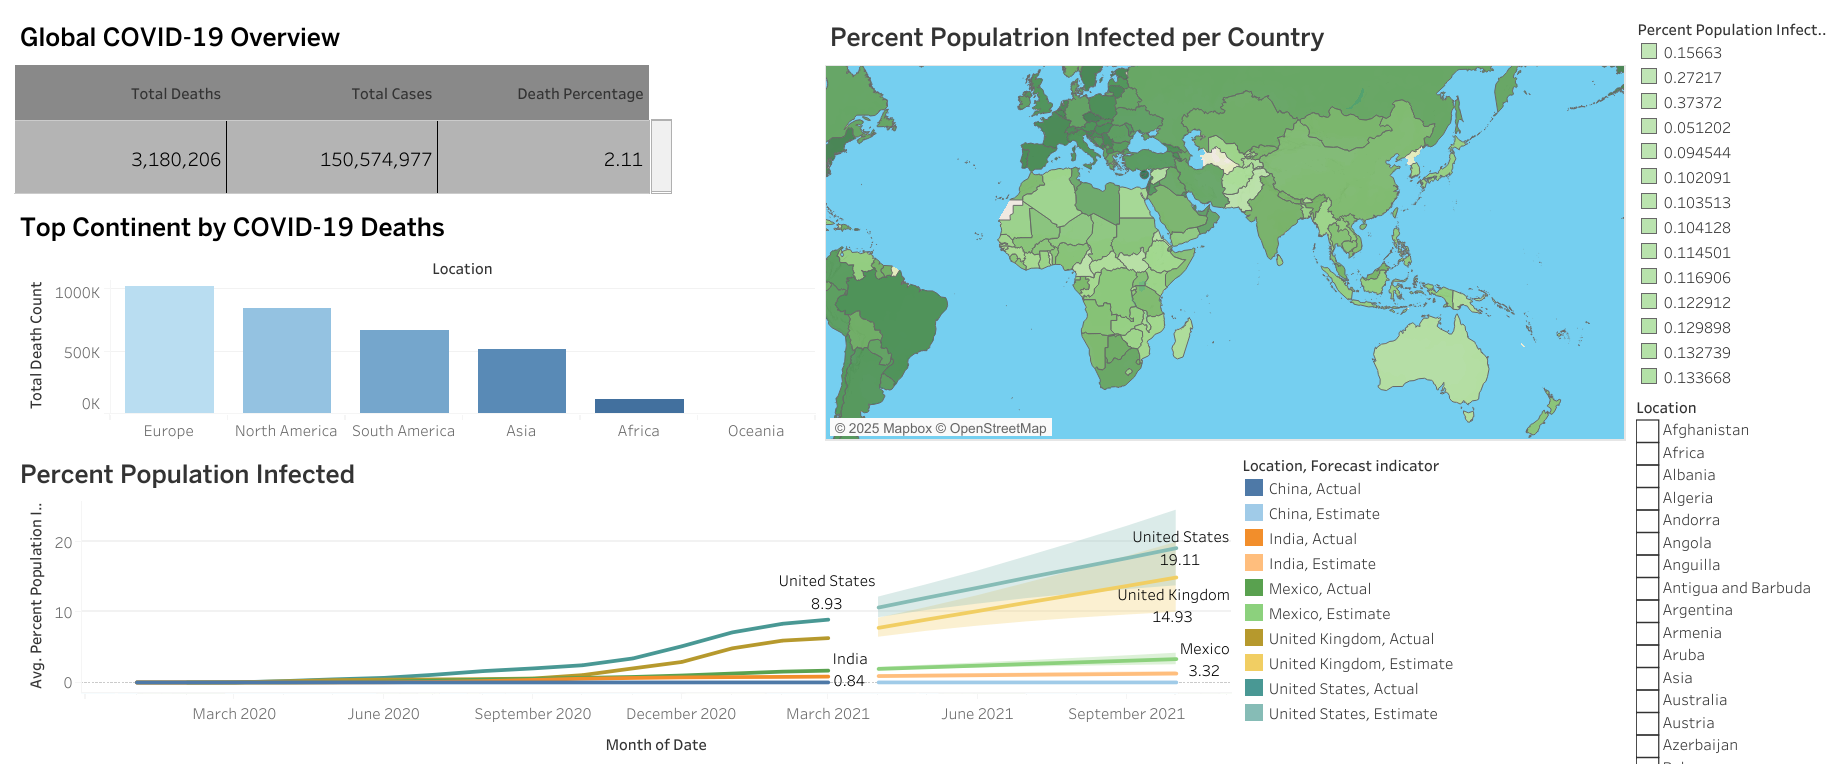 Global COVID-19 Overview
Total Deaths Total Cases Death Percentage
3,180,206 150,574,977 2.11
Top Continent by COVID-19 Deaths
Location
Total Death Count
1000K
500K
0K
Europe North America South America Asia Africa Oceania
Percent Populatrion Infected per Country
© 2025 Mapbox © OpenStreetMap
Percent Population Infect..
0.15663
0.27217
0.37372
0.051202
0.094544
0.102091
0.103513
0.104128
0.114501
0.116906
0.122912
0.129898
0.132739
0.133668
Location
Afghanistan
Africa
Albania
Algeria
Andorra
Angola
Anguilla
Antigua and Barbuda
Argentina
Armenia
Aruba
Asia
Australia
Austria
Azerbaijan
Percent Population Infected
Avg. Percent Population I..
20
10
0
United States
8.93
India
0.84
United States
19.11
United Kingdom
14.93
Mexico
3.32
March 2020 June 2020 September 2020 December 2020 March 2021 June 2021 September 2021
Month of Date
Location, Forecast indicator
China, Actual
China, Estimate
India, Actual
India, Estimate
Mexico, Actual
Mexico, Estimate
United Kingdom, Actual
United Kingdom, Estimate
United States, Actual
United States, Estimate